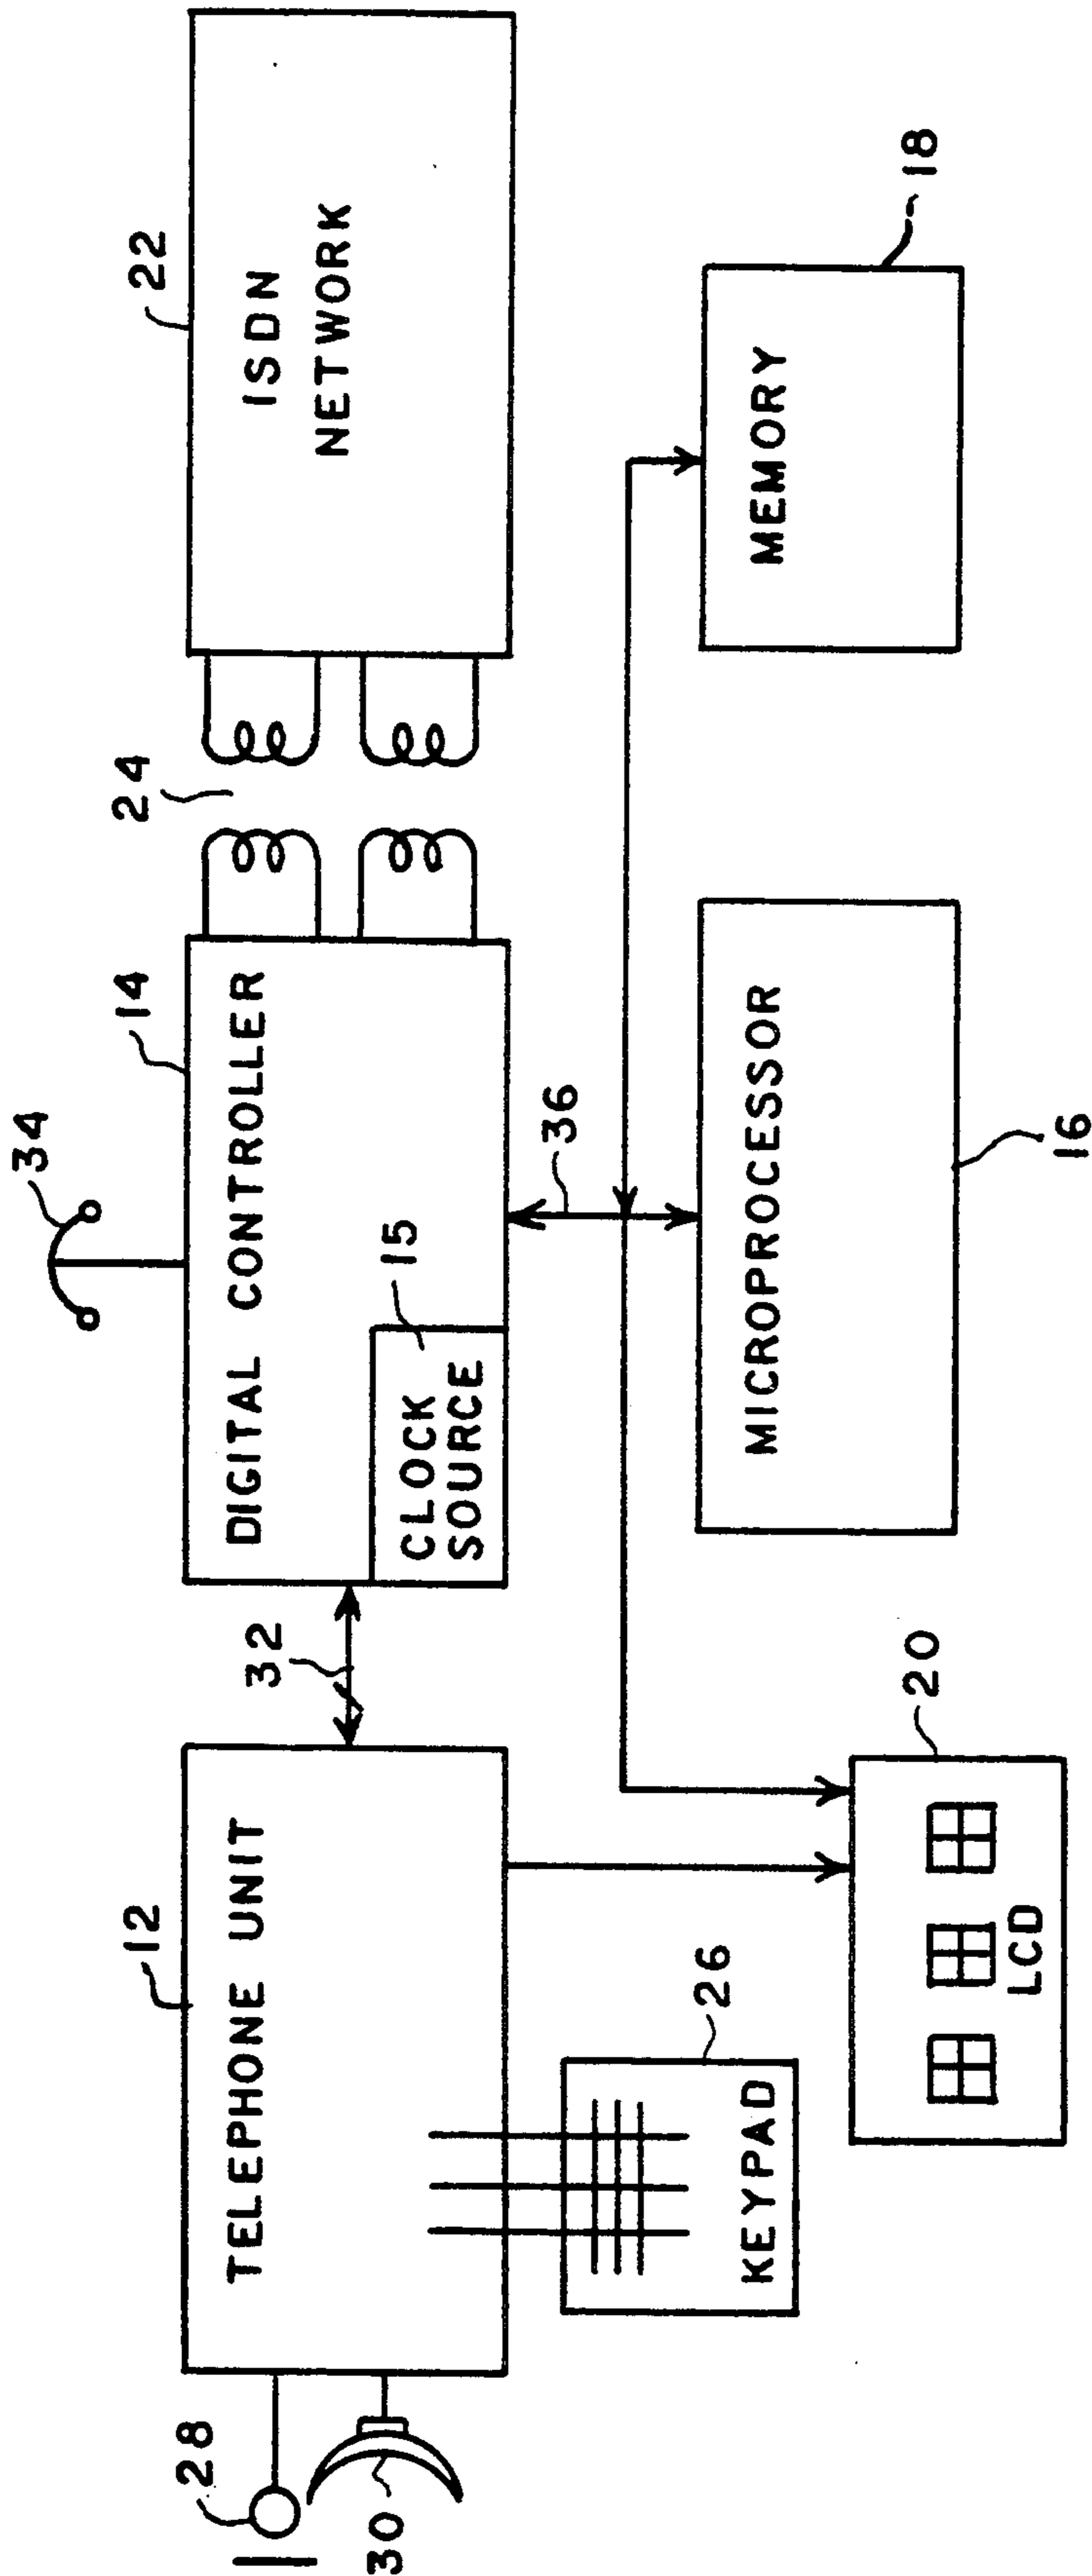 34
12
14
24
22
TELEPHONE UNIT
DIGITAL CONTROLLER
ISDN
NETWORK
28
32
15
CLOCK
SOURCE
30
36
26
KEYPAD
20
LCD
MICROPROCESSOR
16
MEMORY
18